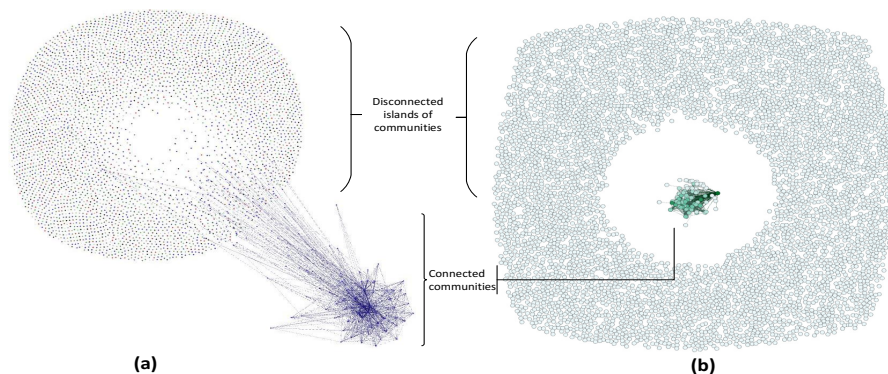 Disconnected
islands of
communities
Connected
communities
(a)
(b)